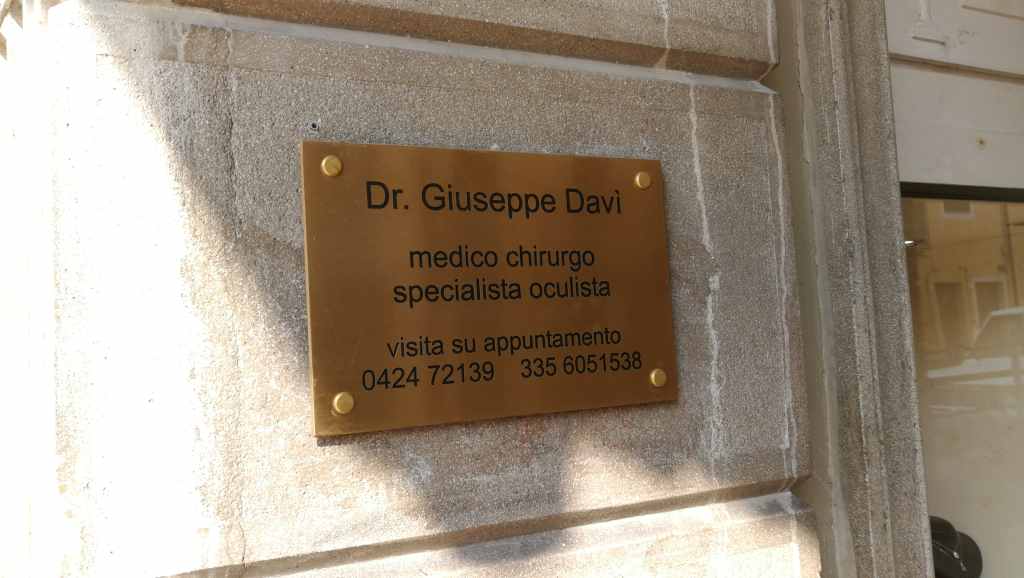 Dr. Giuseppe Davì
medico chirurgo
specialista oculista
visita su appuntamento
0424 72139 335 6051538